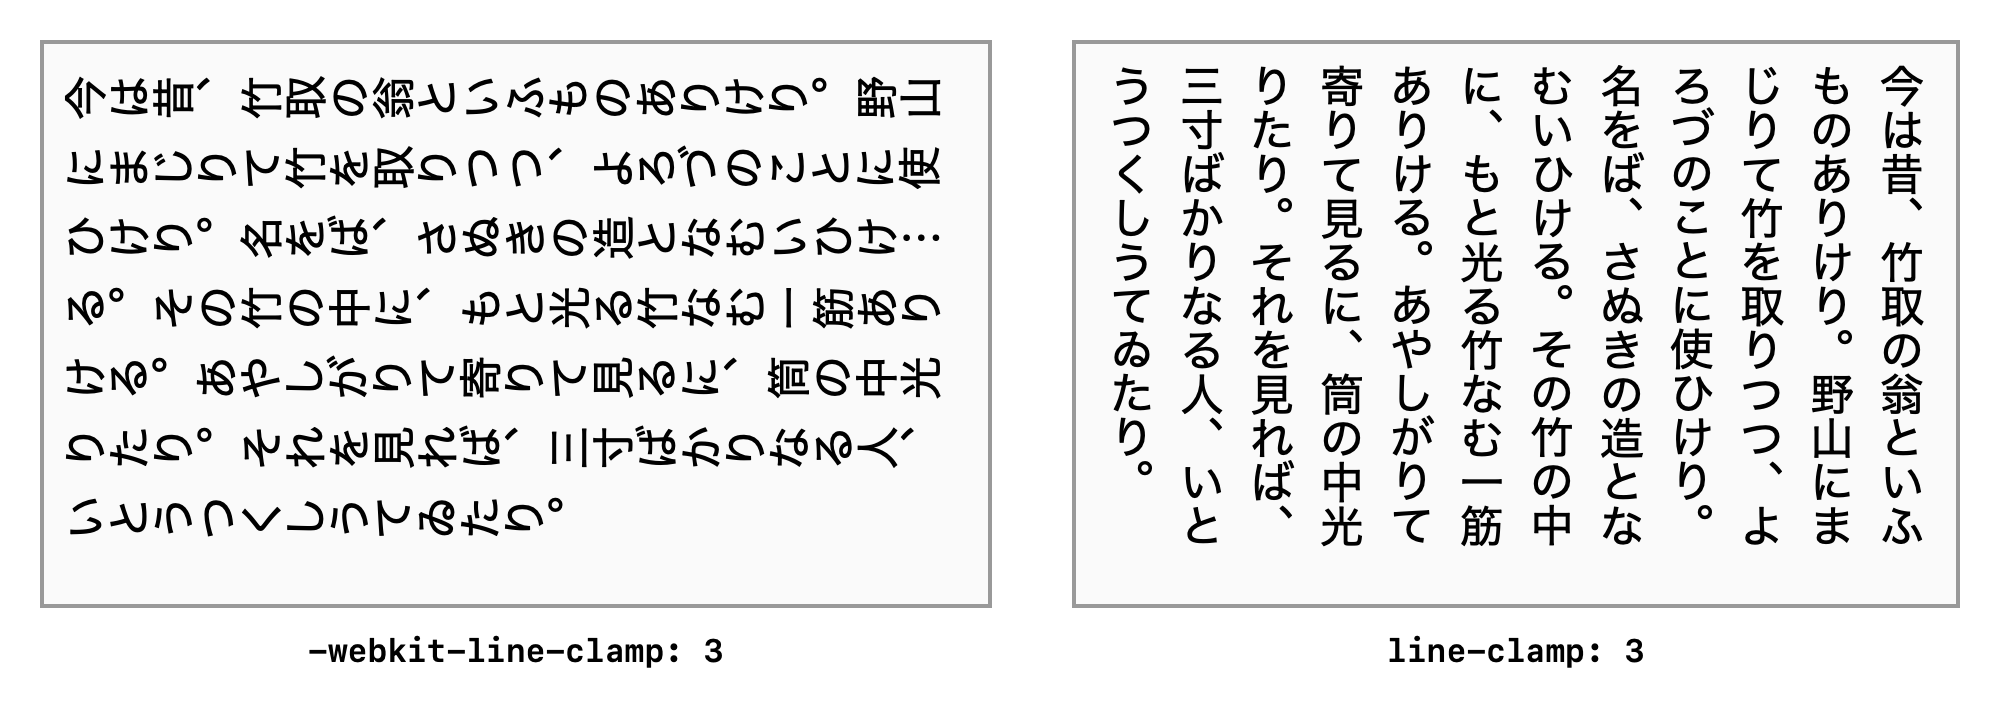 今は昔、竹取の翁といふものありけり。野山
にまじりて竹を取りつつ、よろづのことに使
ひけり。名をば、さぬきの造となむいひけ…
る。その竹の中に、もと光る竹なむ一筋あり
ける。あやしがりて寄りて見るに、筒の中光
りたり。それを見れば、三寸ばかりなる人、
いとうつくしうてゐたり。
-webkit-line-clamp: 3
今は昔、竹取の翁といふ
ものありけり。野山にま
じりて竹を取りつつ、よ
ろづのことに使ひけり。
名をば、さぬきの造とな
むいひける。その竹の中
に、もと光る竹なむ一筋
ありける。あやしがりて
寄りて見るに、筒の中光
りたり。それを見れば、
三寸ばかりなる人、いと
うつくしうてゐたり。
line-clamp: 3